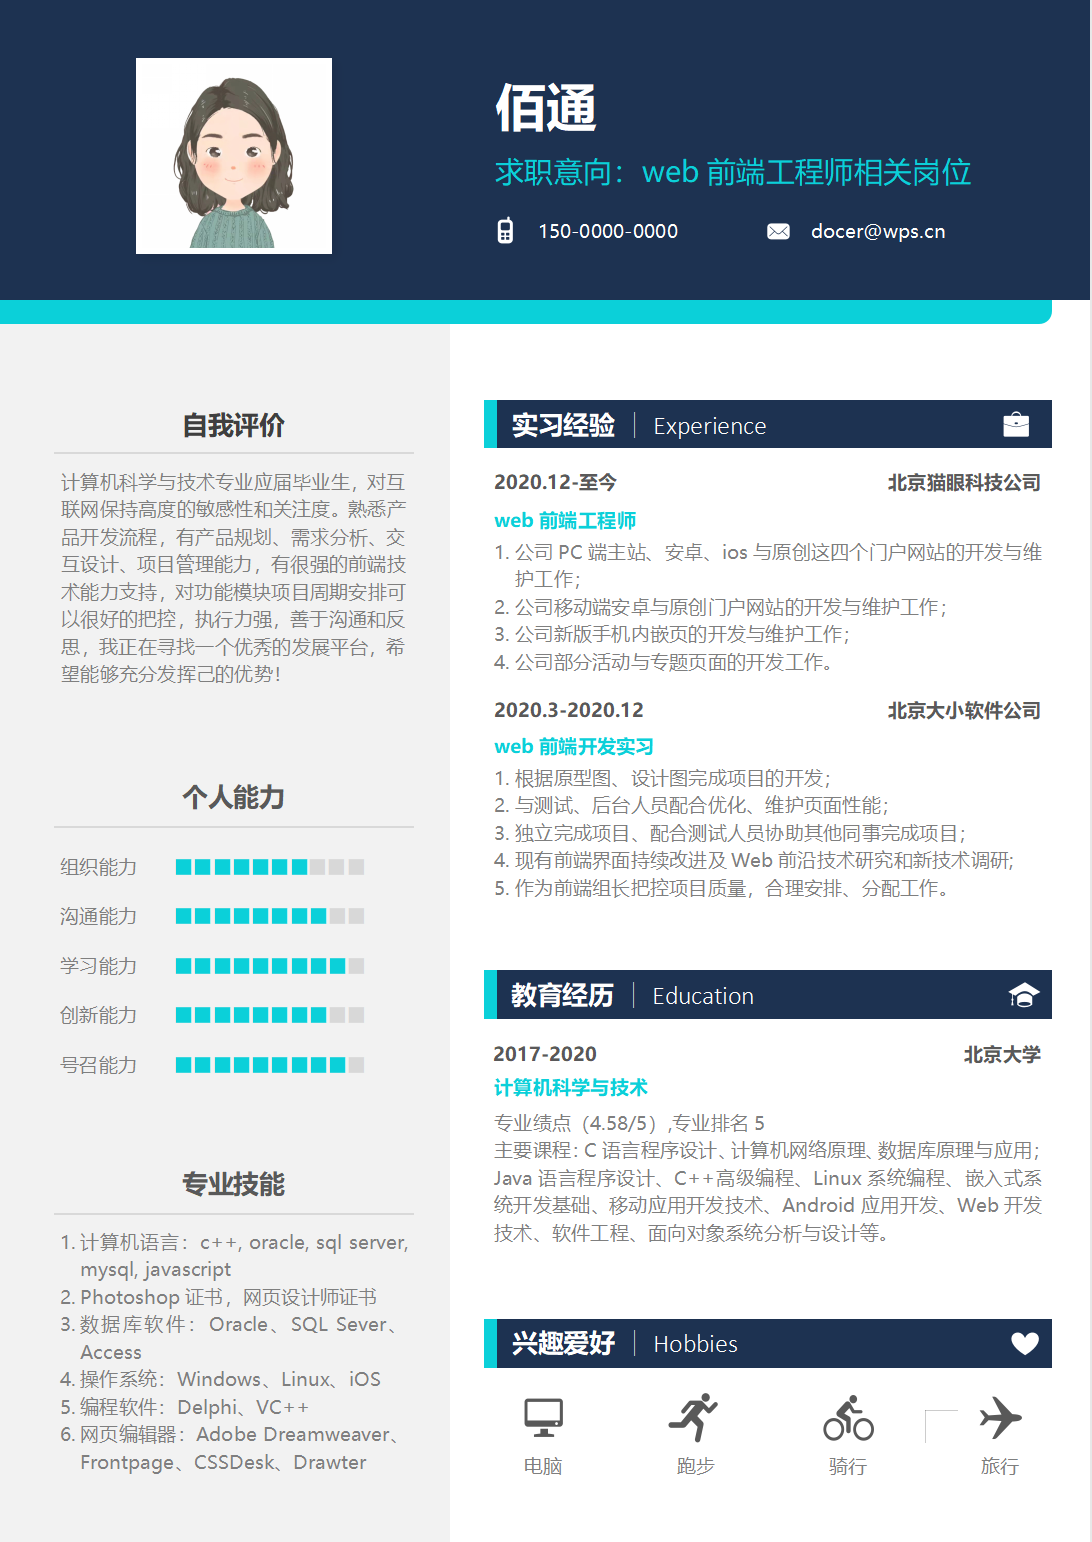 佰通
求职意向：web 前端工程师相关岗位
150-0000-0000
docer@wps.cn
自我评价
计算机科学与技术专业应届毕业生，对互
联网保持高度的敏感性和关注度。熟悉产
品开发流程，有产品规划、需求分析、交
互设计、项目管理能力，有很强的前端技
术能力支持，对功能模块项目周期安排可
以很好的把控，执行力强，善于沟通和反
思，我正在寻找一个优秀的发展平台，希
望能够充分发挥己的优势！
个人能力
组织能力
沟通能力
学习能力
创新能力
号召能力
专业技能
1. 计算机语言：c++, oracle, sql server,
mysql, javascript
2. Photoshop 证书，网页设计师证书
3. 数据库软件：Oracle、SQL Sever、
Access
4. 操作系统：Windows、Linux、iOS
5. 编程软件：Delphi、VC++
6. 网页编辑器：Adobe Dreamweaver、
Frontpage、CSSDesk、Drawter
实习经验 | Experience
2020.12-至今 北京猫眼科技公司
web 前端工程师
1. 公司 PC 端主站、安卓、ios 与原创这四个门户网站的开发与维
护工作；
2. 公司移动端安卓与原创门户网站的开发与维护工作；
3. 公司新版手机内嵌页的开发与维护工作；
4. 公司部分活动与专题页面的开发工作。
2020.3-2020.12 北京大小软件公司
web 前端开发实习
1. 根据原型图、设计图完成项目的开发；
2. 与测试、后台人员配合优化、维护页面性能；
3. 独立完成项目、配合测试人员协助其他同事完成项目；
4. 现有前端界面持续改进及 Web 前沿技术研究和新技术调研;
5. 作为前端组长把控项目质量，合理安排、分配工作。
教育经历 | Education
2017-2020 北京大学
计算机科学与技术
专业绩点（4.58/5）,专业排名 5
主要课程：C 语言程序设计、计算机网络原理、数据库原理与应用；
Java 语言程序设计、C++高级编程、Linux 系统编程、嵌入式系
统开发基础、移动应用开发技术、Android 应用开发、Web 开发
技术、软件工程、面向对象系统分析与设计等。
兴趣爱好 | Hobbies
电脑
跑步
骑行
旅行